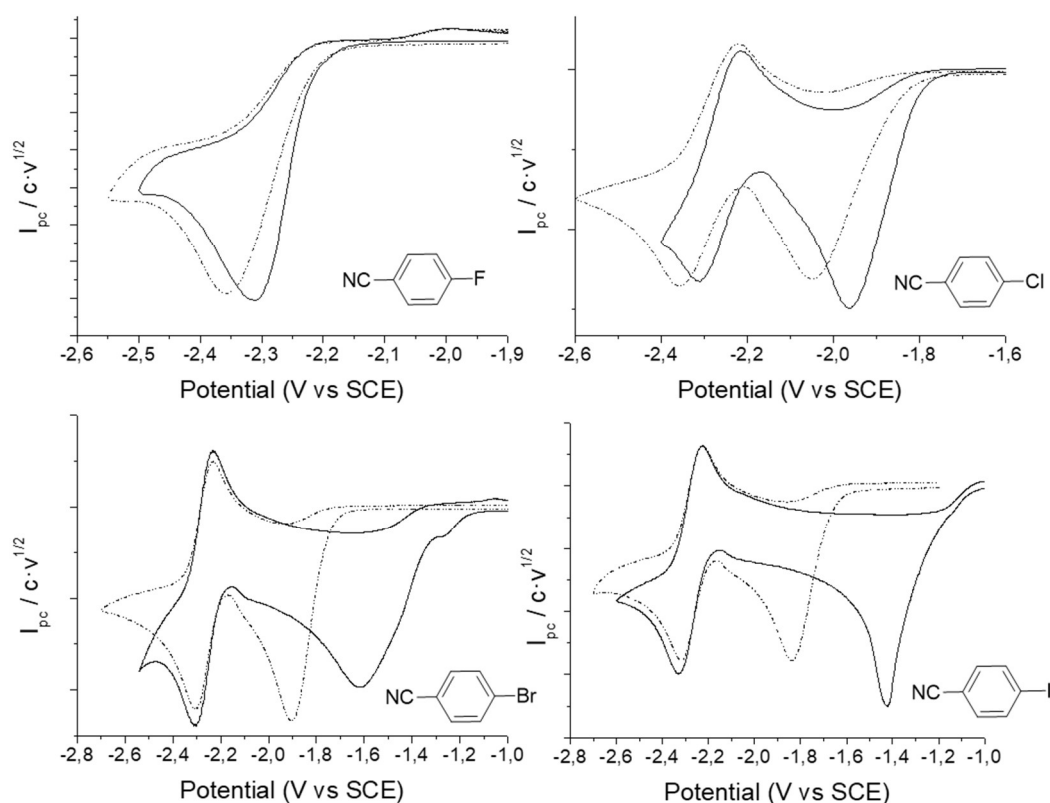 I pc / c·v 1/2
NC F
-2,6 -2,5 -2,4 -2,3 -2,2 -2,1 -2,0 -1,9
Potential (V vs SCE)
I pc / c·v 1/2
NC Cl
-2,6 -2,4 -2,2 -2,0 -1,8 -1,6
Potential (V vs SCE)
I pc / c·v 1/2
NC Br
-2,8 -2,6 -2,4 -2,2 -2,0 -1,8 -1,6 -1,4 -1,2 -1,0
Potential (V vs SCE)
I pc / c·v 1/2
NC I
-2,8 -2,6 -2,4 -2,2 -2,0 -1,8 -1,6 -1,4 -1,2 -1,0
Potential (V vs SCE)